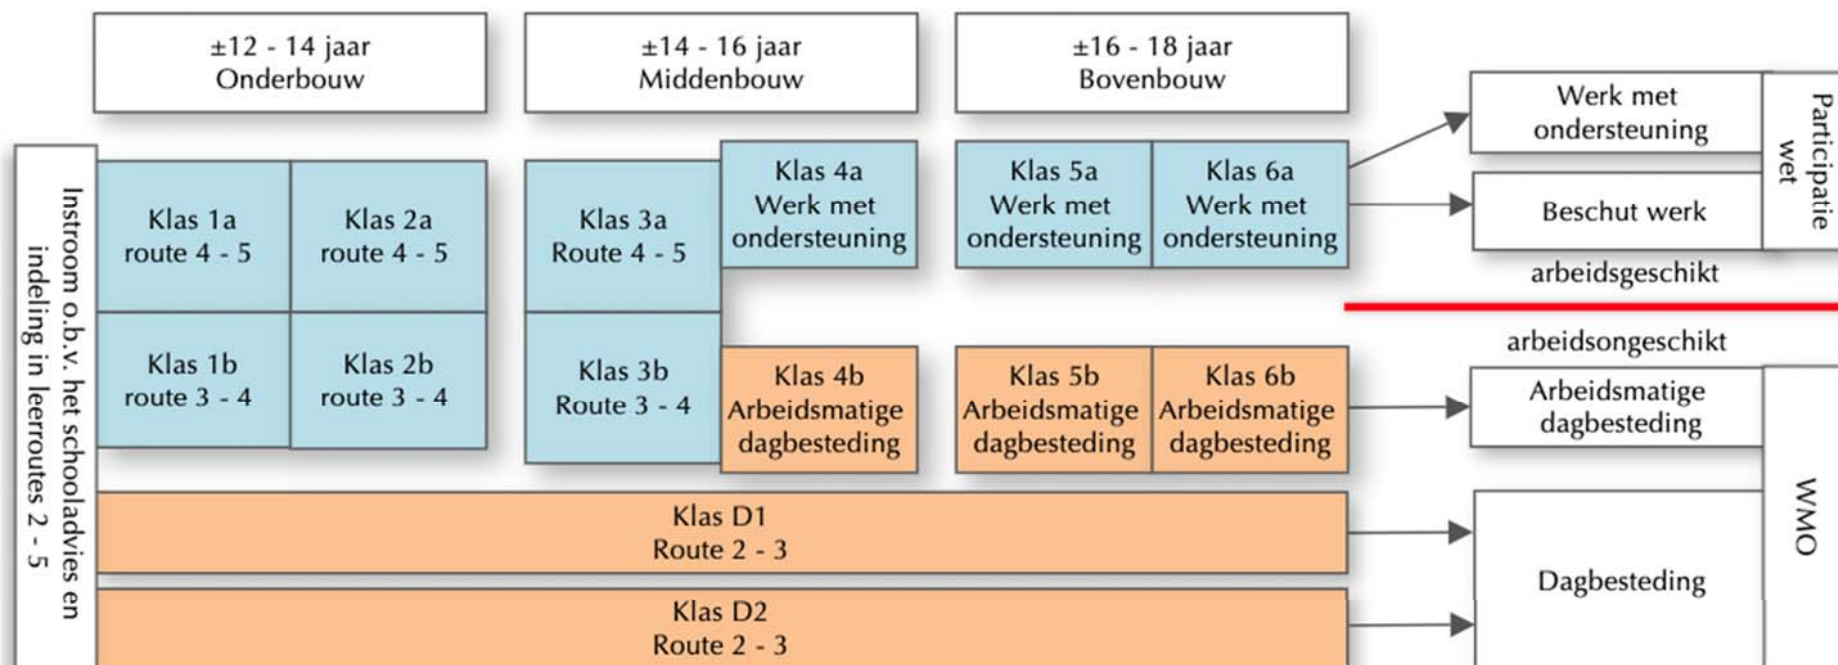 ±12 - 14 jaar
Onderbouw
±14 - 16 jaar
Middenbouw
±16 - 18 jaar
Bovenbouw
Instroom o.b.v. het schooladvies en
indeling in leerroutes 2 - 5
Klas 1a
route 4 - 5
Klas 2a
route 4 - 5
Klas 3a
Route 4 - 5
Klas 4a
Werk met
ondersteuning
Klas 5a
Werk met
ondersteuning
Klas 6a
Werk met
ondersteuning
Werk met
ondersteuning
Beschut werk
Participatie
wet
arbeidsgeschikt
arbeidsongeschikt
Klas 1b
route 3 - 4
Klas 2b
route 3 - 4
Klas 3b
Route 3 - 4
Klas 4b
Arbeidsmatige
dagbesteding
Klas 5b
Arbeidsmatige
dagbesteding
Klas 6b
Arbeidsmatige
dagbesteding
Arbeidsmatige
dagbesteding
Klas D1
Route 2 - 3
Klas D2
Route 2 - 3
Dagbesteding
WMO